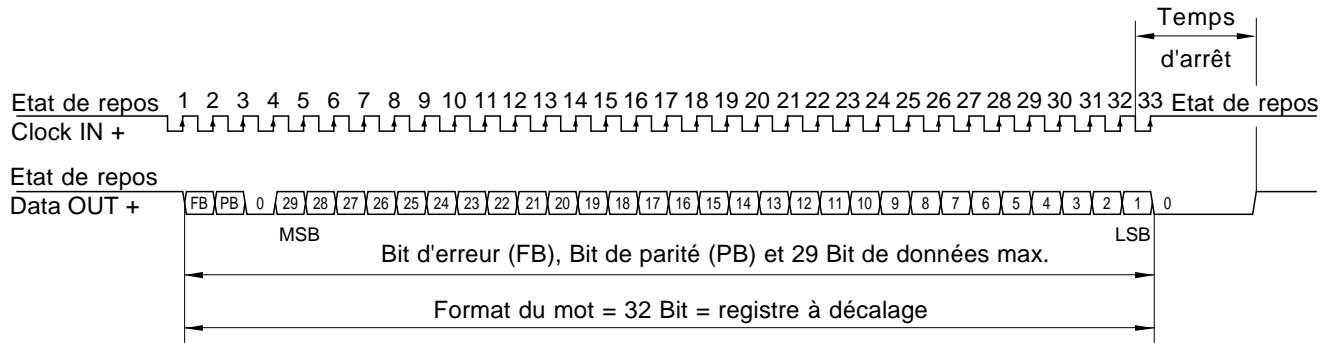 Temps
d'arrêt
Etat de repos 1 2 3 4 5 6 7 8 9 10 11 12 13 14 15 16 17 18 19 20 21 22 23 24 25 26 27 28 29 30 31 32 33 Etat de repos
Clock IN +
Etat de repos
Data OUT + FB PB 0 29 28 27 26 25 24 23 22 21 20 19 18 17 16 15 14 13 12 11 10 9 8 7 6 5 4 3 2 1 0
MSB LSB
Bit d'erreur (FB), Bit de parité (PB) et 29 Bit de données max.
Format du mot = 32 Bit = registre à décalage